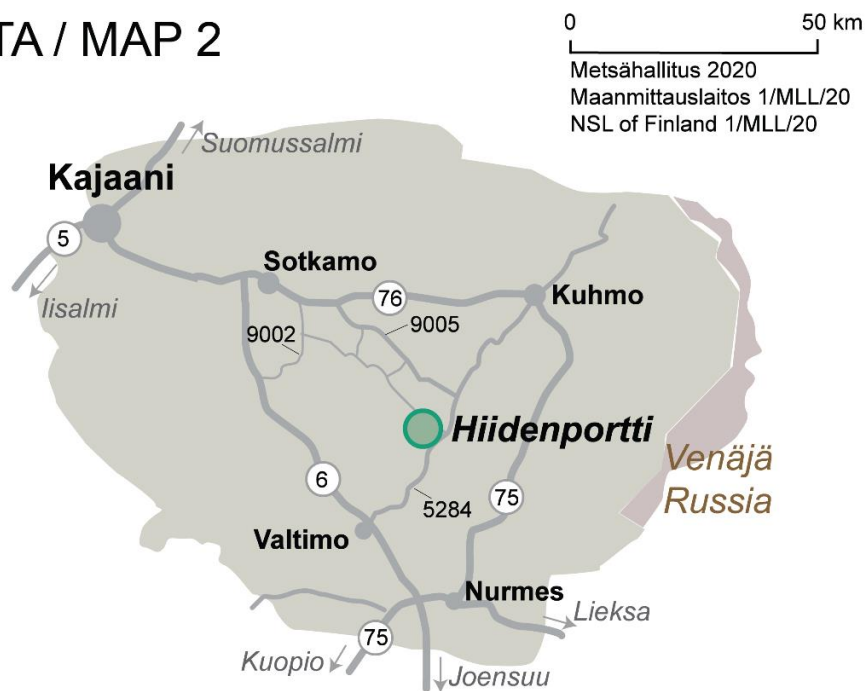 TA / MAP 2
0 50 km
Metsähallitus 2020
Maanmittauslaitos 1/MLL/20
NSL of Finland 1/MLL/20
Suomussalmi
Kajaani
5
Iisalmi
Sotkamo
76
Kuhmo
9002
9005
Hiidenportti
Venäjä
Russia
6
75
5284
Valtimo
Nurmes
Lieksa
75
Kuopio
Joensuu